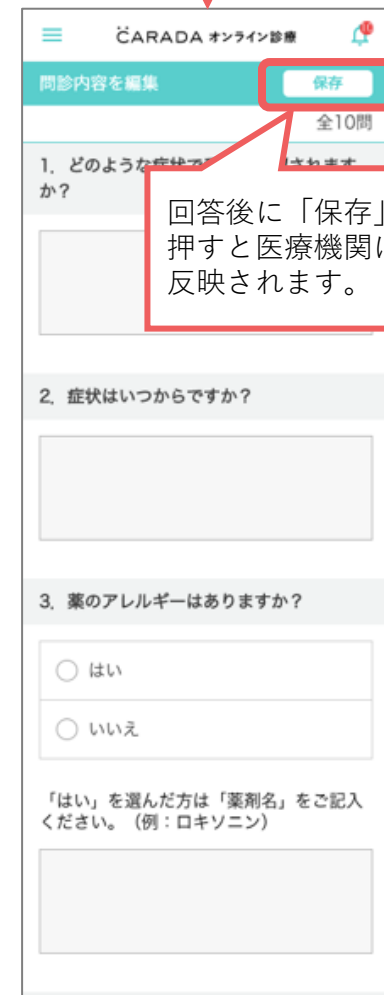 CARADA オンライン診療
10
問診内容を編集
保存
全10問
1. どのような症状で
か？
回答後に「保存」
押すと医療機関に
反映されます。
2. 症状はいつからですか？
3. 薬のアレルギーはありますか？
はい
いいえ
「はい」を選んだ方は「薬剤名」をご記入
ください。（例：ロキソニン）